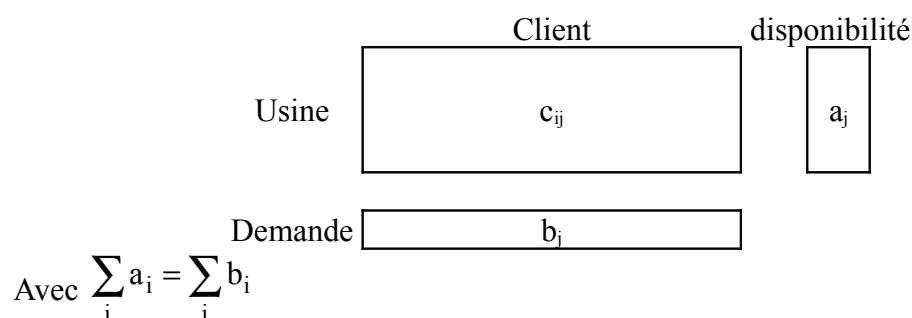 Client disponibilité
Usine c_ij a_j
Demande b_j
Avec ∑_i a_i = ∑_i b_i